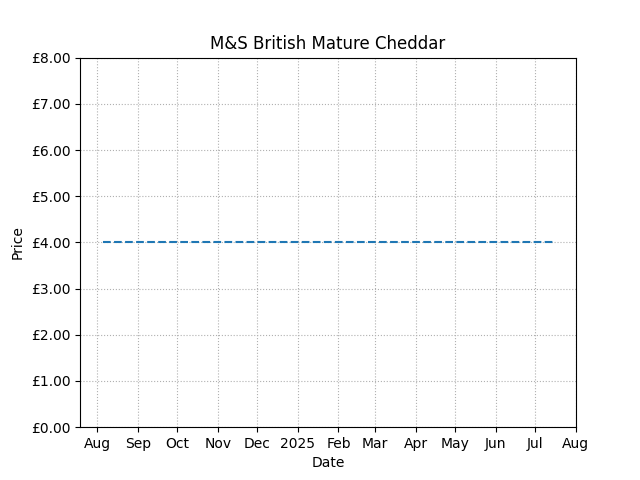 M&S British Mature Cheddar
£8.00
£7.00
£6.00
£5.00
£4.00
£3.00
£2.00
£1.00
£0.00
Price
Aug Sep Oct Nov Dec 2025 Feb Mar Apr May Jun Jul Aug
Date